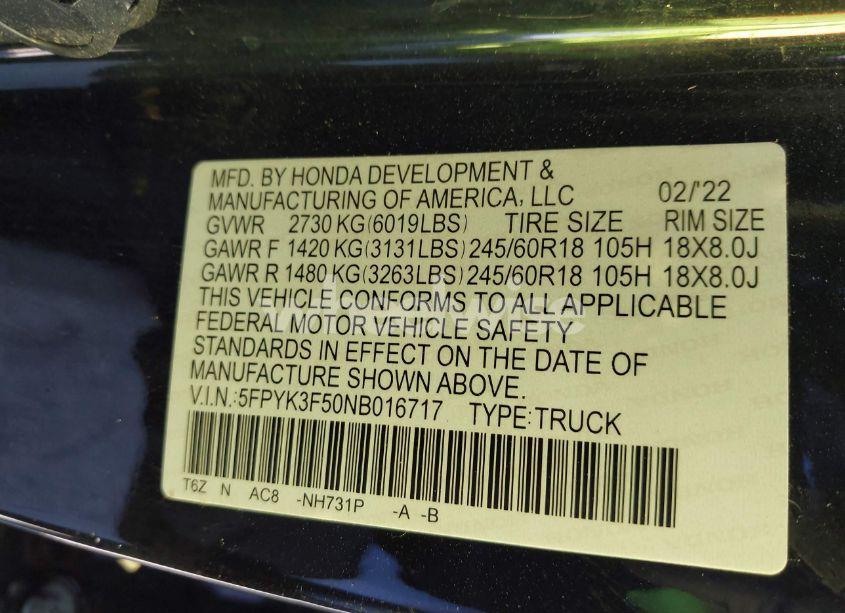 MFD. BY HONDA DEVELOPMENT &
MANUFACTURING OF AMERICA, LLC 02/'22
GVWR 2730 KG(6019LBS) TIRE SIZE RIM SIZE
GAWR F 1420 KG(3131LBS) 245/60R18 105H 18X8.0J
GAWR R 1480 KG(3263LBS) 245/60R18 105H 18X8.0J
THIS VEHICLE CONFORMS TO ALL APPLICABLE
FEDERAL MOTOR VEHICLE SAFETY
STANDARDS IN EFFECT ON THE DATE OF
MANUFACTURE SHOWN ABOVE.
V.I.N.:5FPYK3F50NB016717 TYPE:TRUCK
T6Z N AC8 -NH731P -A -B